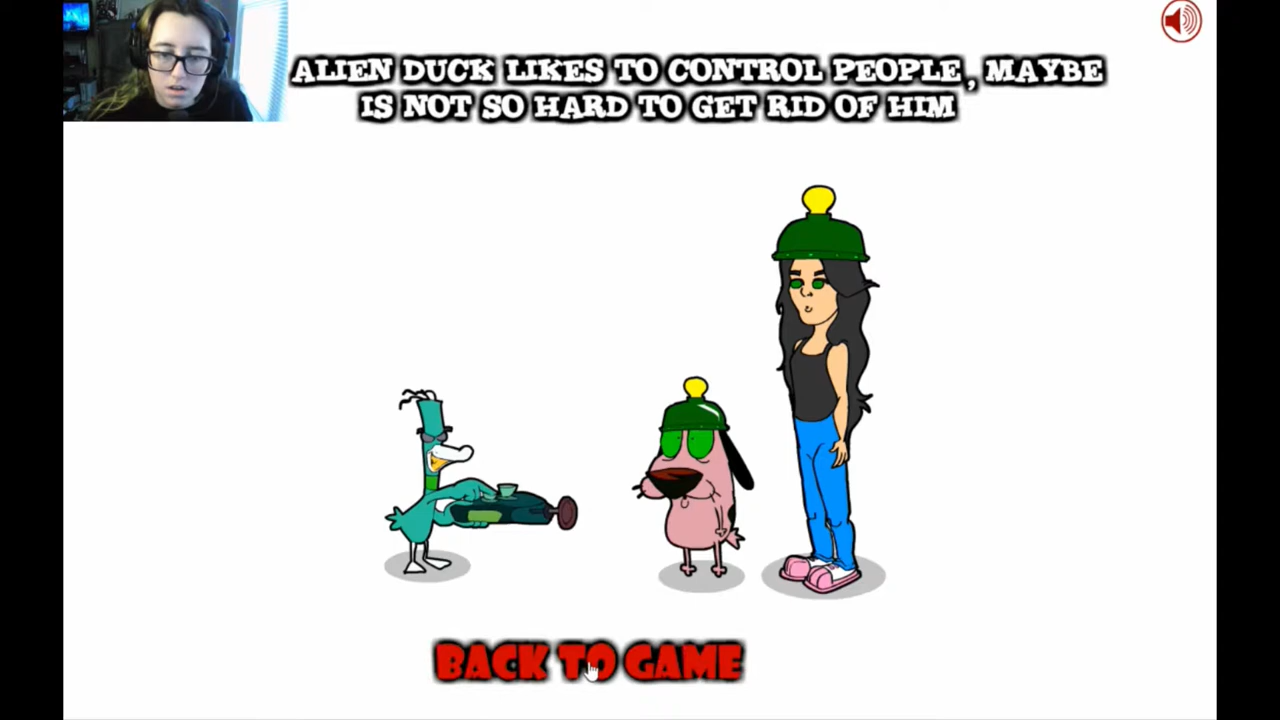 ALIEN DUCK LIKES TO CONTROL PEOPLE, MAYBE
IS NOT SO HARD TO GET RID OF HIM
BACK TO GAME